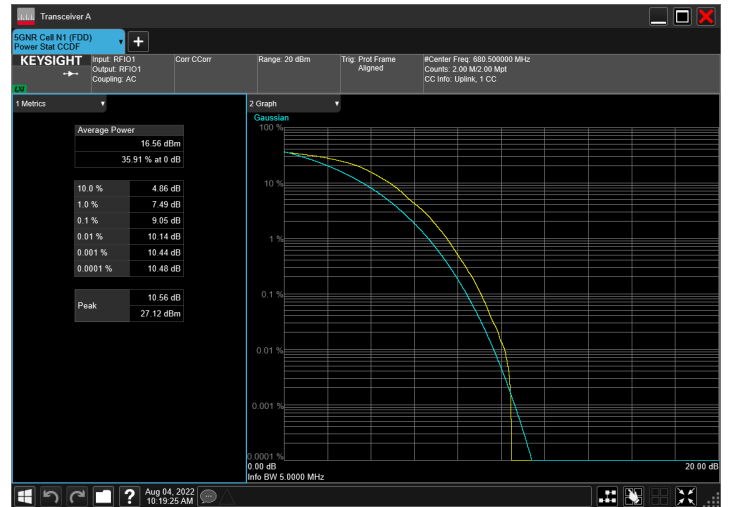 Transceiver A
5GNR Cell N1 (FDD)
Power Stat CCDF
KEYSIGHT
Input: RFIO1
Output: RFIO1
Coupling: AC
Corr CCorr
Range: 20 dBm
Trig: Prot Frame
Aligned
#Center Freq: 680.500000 MHz
Counts: 2.00 M/2.00 Mpt
CC Info: Uplink, 1 CC
LXI
1 Metrics
Average Power
16.56 dBm
35.91 % at 0 dB
10.0 % 4.86 dB
1.0 % 7.49 dB
0.1 % 9.05 dB
0.01 % 10.14 dB
0.001 % 10.44 dB
0.0001 % 10.48 dB
Peak
10.56 dB
27.12 dBm
2 Graph
Gaussian
100 %
10 %
1 %
0.1 %
0.01 %
0.001 %
0.0001 %
0.00 dB
20.00 dB
Info BW 5.0000 MHz
?
Aug 04, 2022
10:19:25 AM